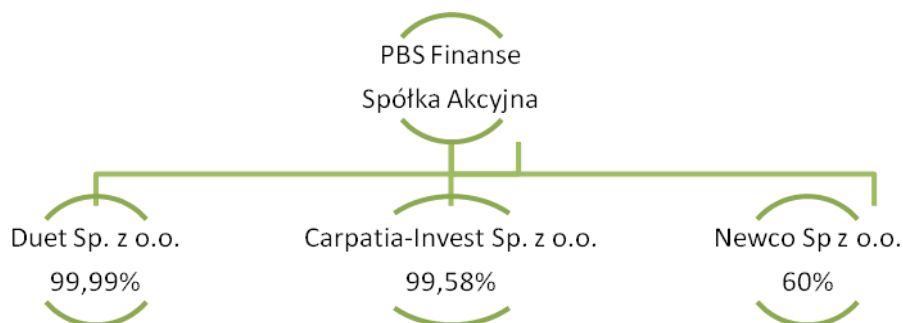 PBS Finanse
Spółka Akcyjna
Duet Sp. z o.o.
99,99%
Carpatia-Invest Sp. z o.o.
99,58%
Newco Sp z o.o.
60%